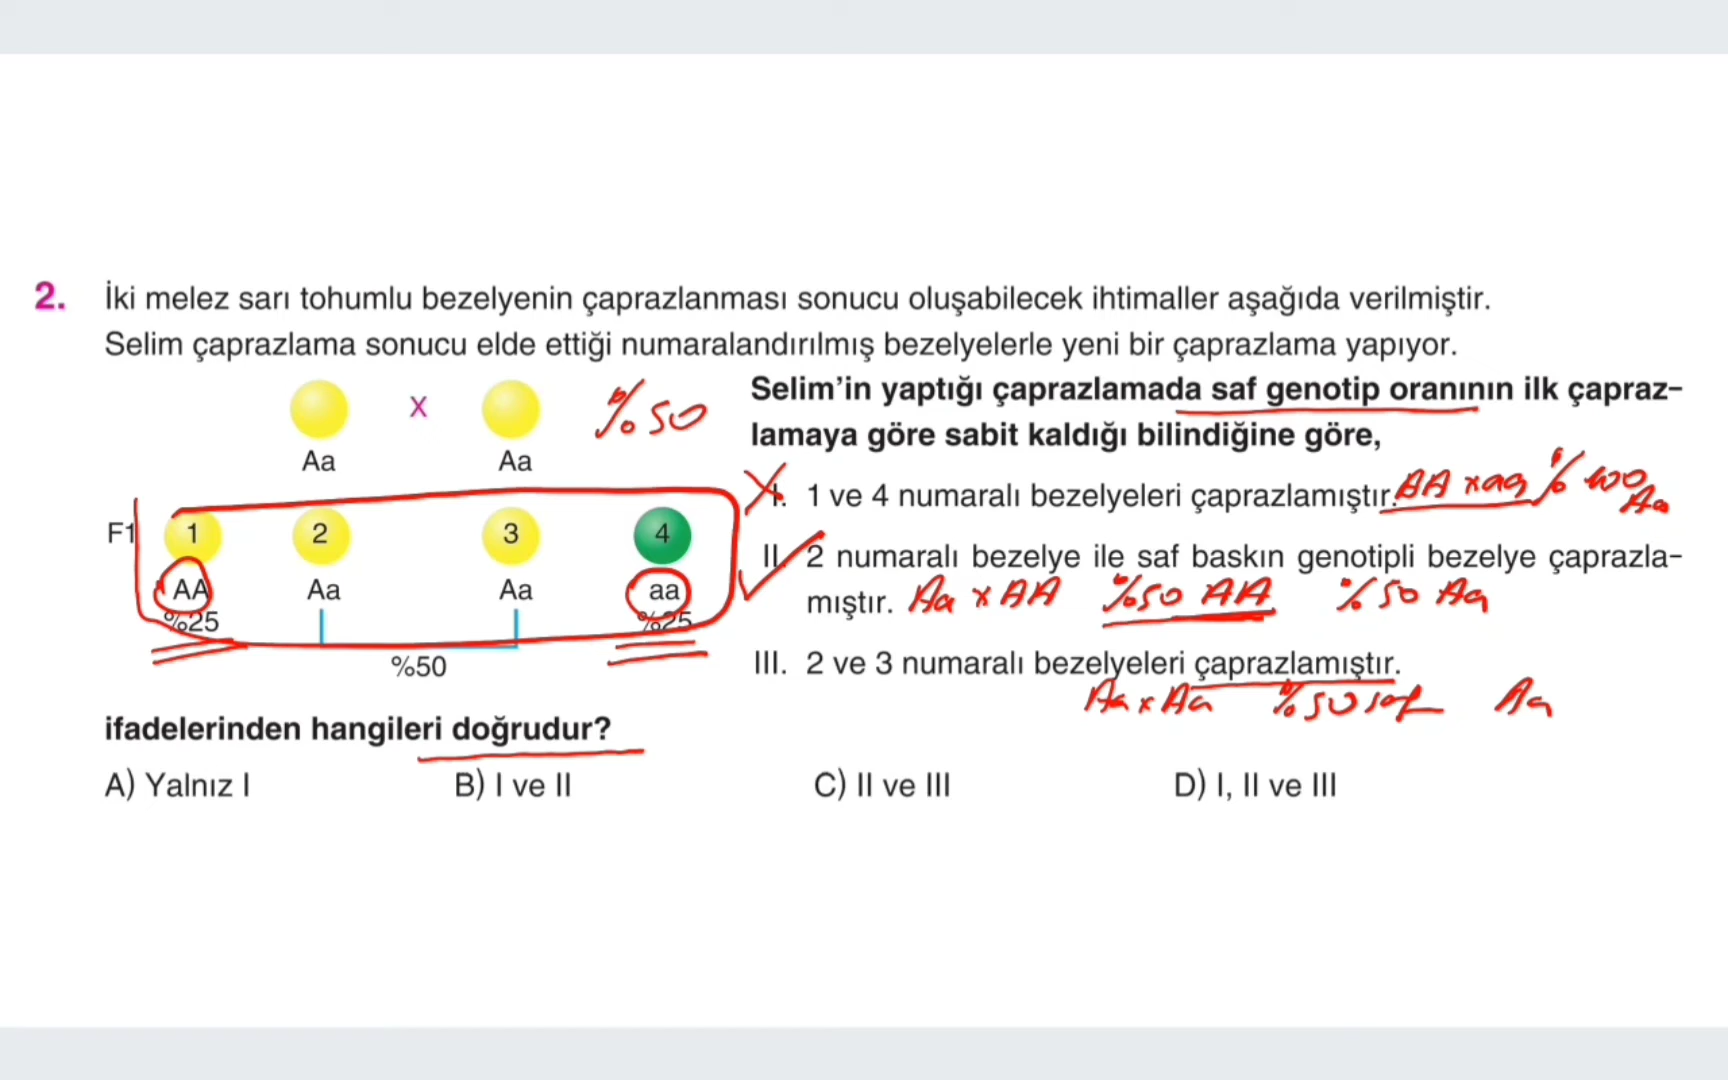 2. İki melez sarı tohumlu bezelyenin çaprazlanması sonucu oluşabilecek ihtimaller aşağıda verilmiştir.
Selim çaprazlama sonucu elde ettiği numaralandırılmış bezelyelerle yeni bir çaprazlama yapıyor.
X
%50
Aa
Aa
F1
1
2
3
4
AA
Aa
Aa
aa
%25
%25
%50
Selim’in yaptığı çaprazlamada saf genotip oranının ilk çapraz-
lamaya göre sabit kaldığı bilindiğine göre,
I. 1 ve 4 numaralı bezelyeleri çaprazlamıştır. AA x aa % 100
Aa
II. 2 numaralı bezelye ile saf baskın genotipli bezelye çaprazla-
mıştır. Aa x AA %50 AA %50 Aa
III. 2 ve 3 numaralı bezelyeleri çaprazlamıştır.
Aa x Aa %50 saf Aa
ifadelerinden hangileri doğrudur?
A) Yalnız I B) I ve II C) II ve III D) I, II ve III